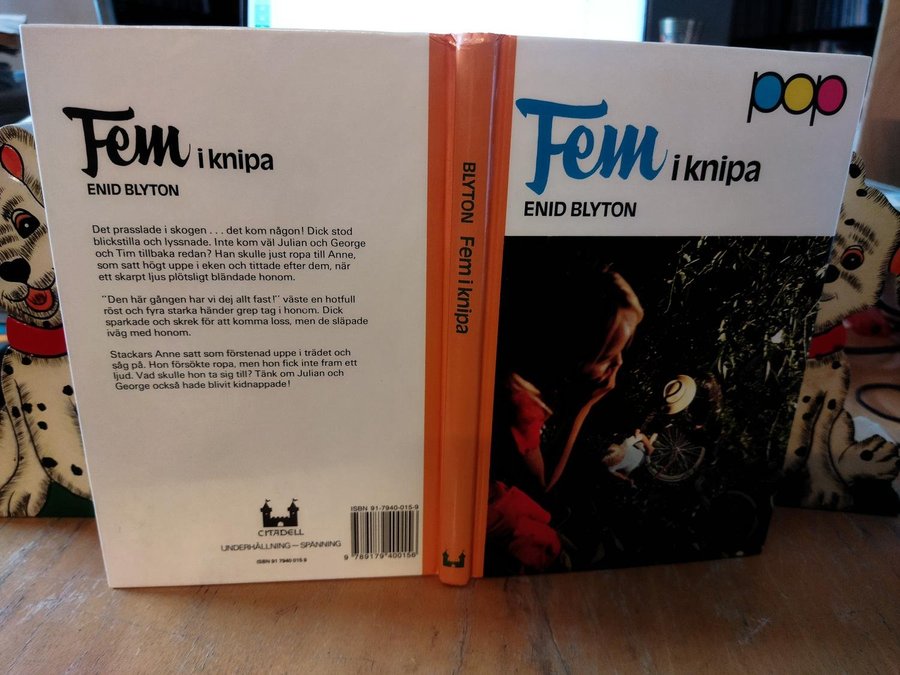 Fem i knipa
ENID BLYTON
Det prasslade i skogen . . . det kom någon! Dick stod
blickstilla och lyssnade. Inte kom väl Julian och George
och Tim tillbaka redan? Han skulle just ropa till Anne,
som satt högt uppe i eken och tittade efter dem, när
ett skarpt ljus plötsligt bländade honom.
"Den här gången har vi dej allt fast!" väste en hotfull
röst och fyra starka händer grep tag i honom. Dick
sparkade och skrek för att komma loss, men de släpade
iväg med honom.
Stackars Anne satt som förstenad uppe i trädet och
såg på. Hon försökte ropa, men hon fick inte fram ett
ljud. Vad skulle hon ta sig till? Tänk om Julian och
George också hade blivit kidnappade!
CITADELL
UNDERHÅLLNING – SPÄNNING
ISBN 91 7940 015 9
ISBN 91-7940-015-9
9 789179 400156
BLYTON Fem i knipa
pop
Fem i knipa
ENID BLYTON